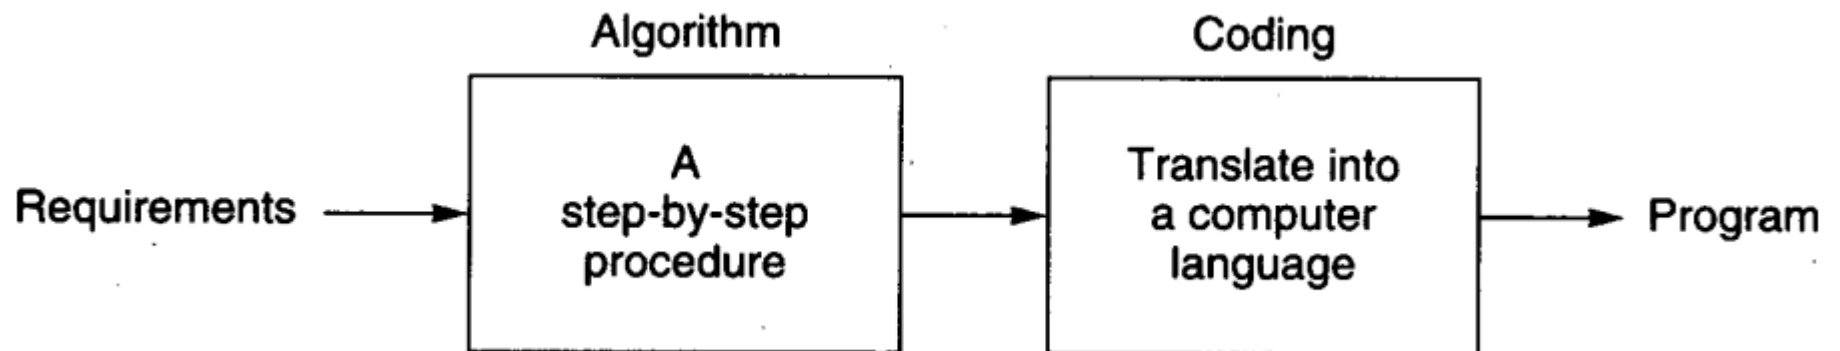 Algorithm
Coding
Requirements
A
step-by-step
procedure
Translate into
a computer
language
Program